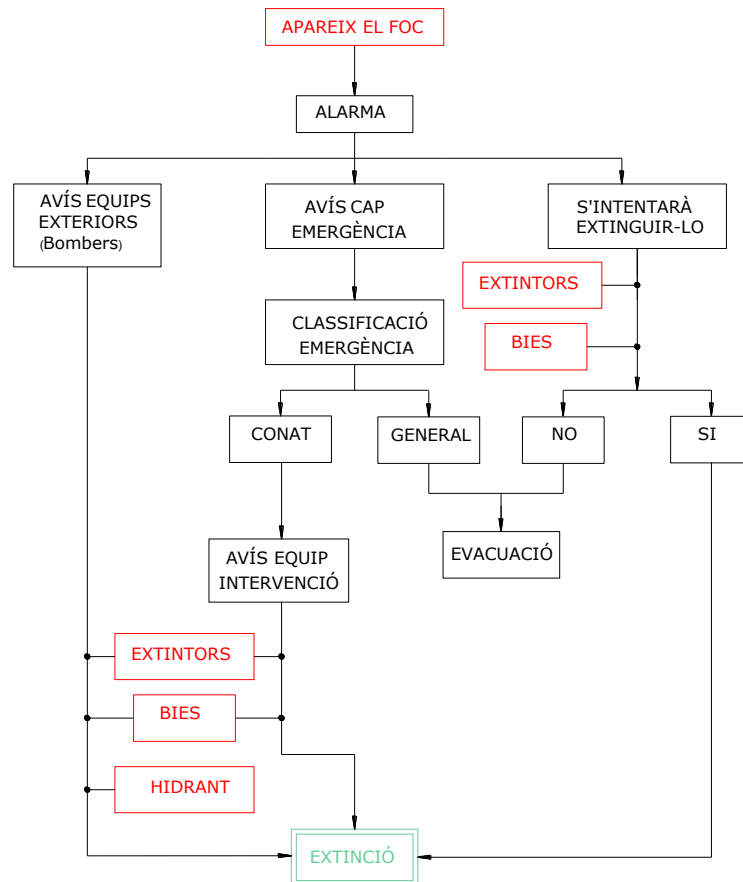 APAREIX EL FOC
ALARMA
AVÍS EQUIPS
EXTERIORS
(Bombers)
AVÍS CAP
EMERGÈNCIA
S'INTENTARÀ
EXTINGUIR-LO
EXTINTORS
BIES
CLASSIFICACIÓ
EMERGÈNCIA
CONAT
GENERAL
NO
SI
AVÍS EQUIP
INTERVENCIÓ
EVACUACIÓ
EXTINTORS
BIES
HIDRANT
EXTINCIÓ